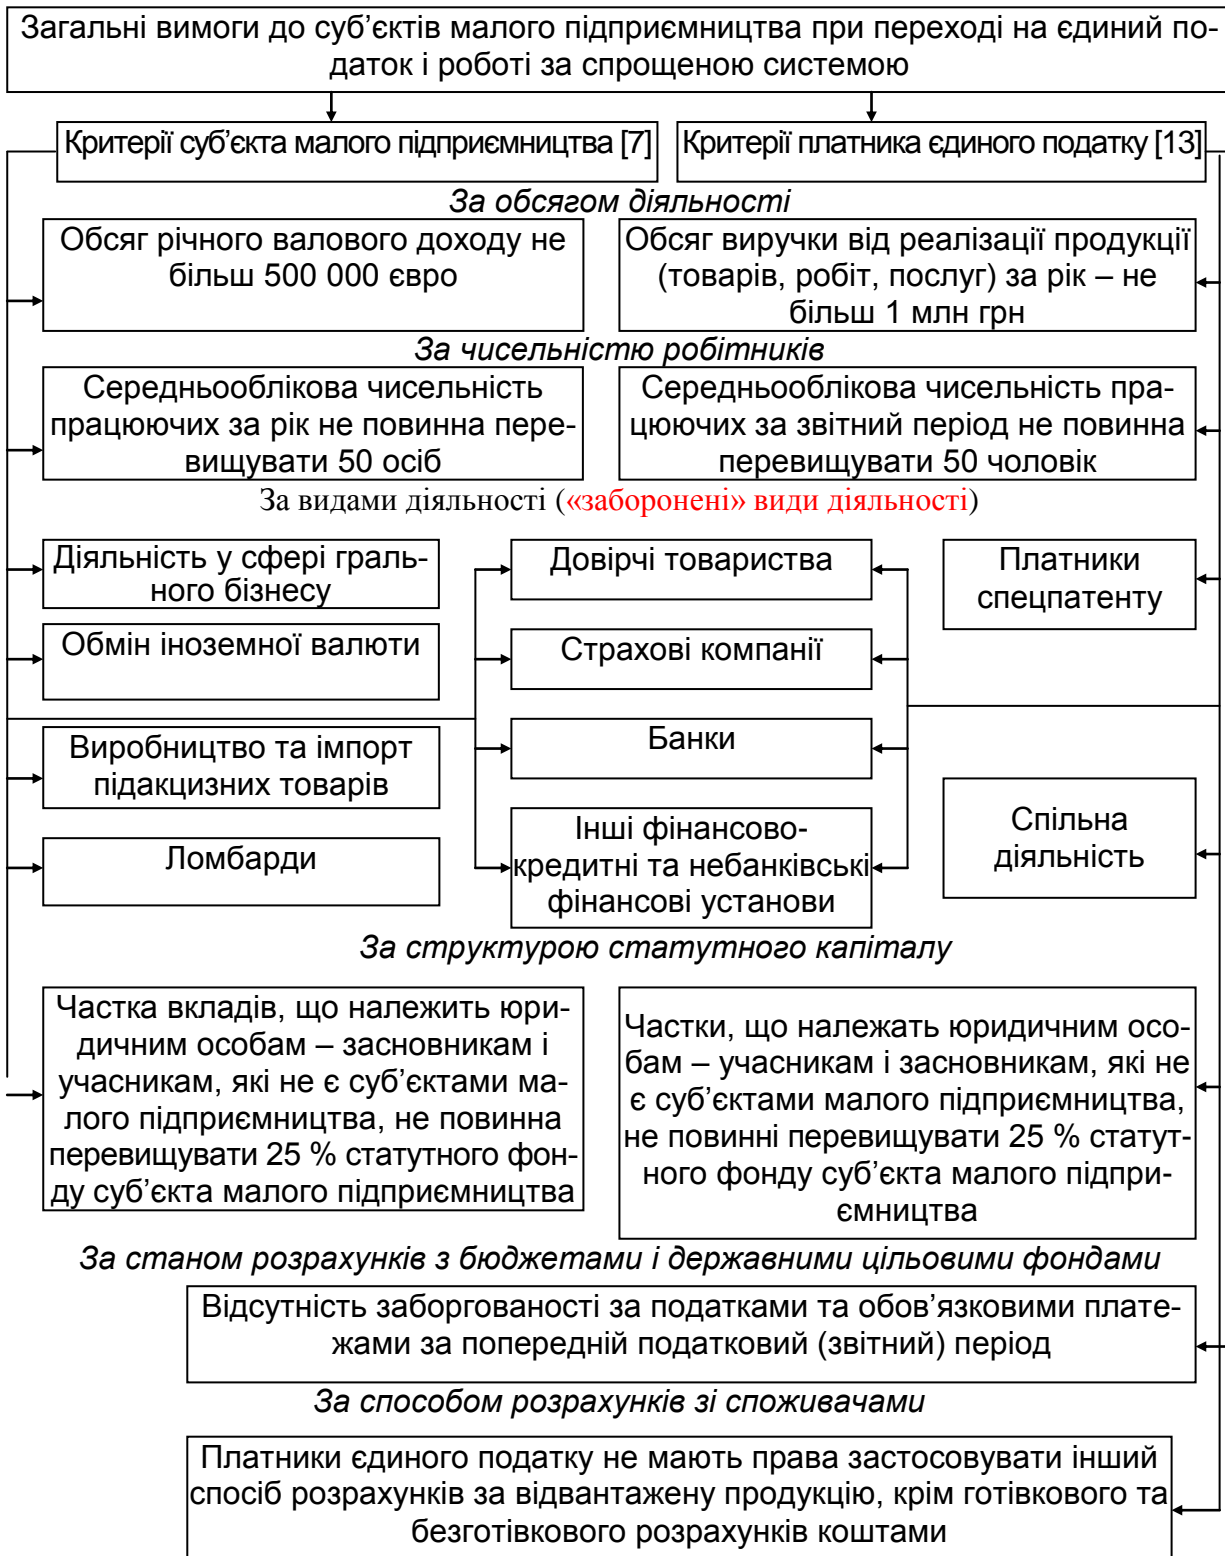 Загальні вимоги до суб’єктів малого підприємництва при переході на єдиний по-
даток і роботі за спрощеною системою
Критерії суб’єкта малого підприємництва [7]
Критерії платника єдиного податку [13]
За обсягом діяльності
Обсяг річного валового доходу не
більш 500 000 євро
Обсяг виручки від реалізації продукції
(товарів, робіт, послуг) за рік – не
більш 1 млн грн
За чисельністю робітників
Середньооблікова чисельність
працюючих за рік не повинна пере-
вищувати 50 осіб
Середньооблікова чисельність пра-
цюючих за звітний період не повинна
перевищувати 50 чоловік
За видами діяльності («заборонені» види діяльності)
Діяльність у сфері граль-
ного бізнесу
Довірчі товариства
Платники
спецпатенту
Обмін іноземної валюти
Страхові компанії
Виробництво та імпорт
підакцизних товарів
Банки
Ломбарди
Інші фінансово-
кредитні та небанківські
фінансові установи
Спільна
діяльність
За структурою статутного капіталу
Частка вкладів, що належить юри-
дичним особам – засновникам і
учасникам, які не є суб’єктами ма-
лого підприємництва, не повинна
перевищувати 25 % статутного фон-
ду суб’єкта малого підприємництва
Частки, що належать юридичним осо-
бам – учасникам і засновникам, які не
є суб’єктами малого підприємництва,
не повинні перевищувати 25 % статут-
ного фонду суб’єкта малого підпри-
ємництва
За станом розрахунків з бюджетами і державними цільовими фондами
Відсутність заборгованості за податками та обов’язковими плате-
жами за попередній податковий (звітний) період
За способом розрахунків зі споживачами
Платники єдиного податку не мають права застосовувати інший
спосіб розрахунків за відвантажену продукцію, крім готівкового та
безготівкового розрахунків коштами